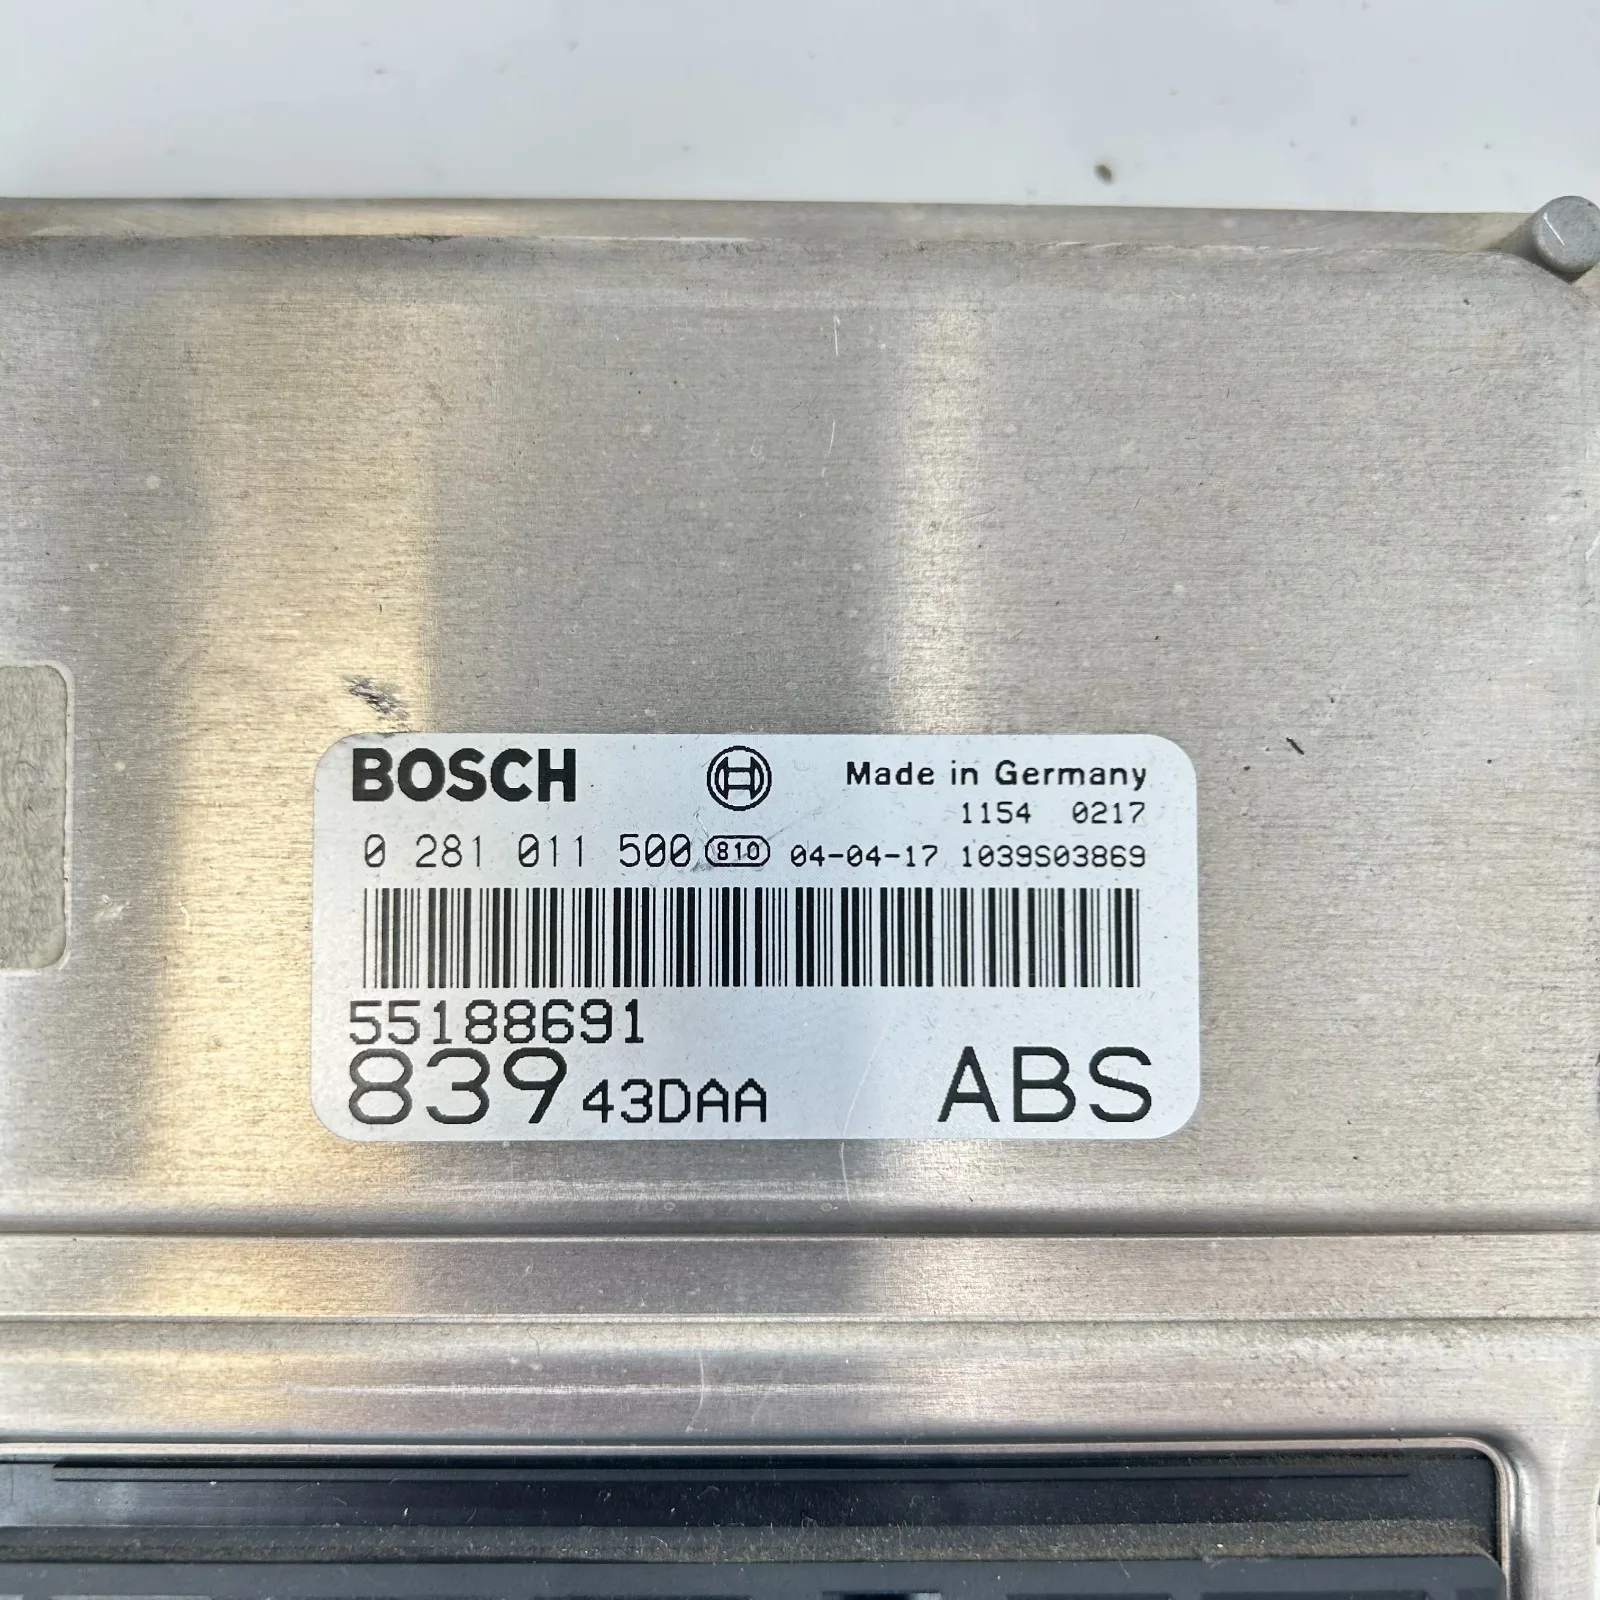 BOSCH Made in Germany
1154 0217
0 281 011 500 810 04-04-17 1039S03869
55188691
839 43DAA ABS